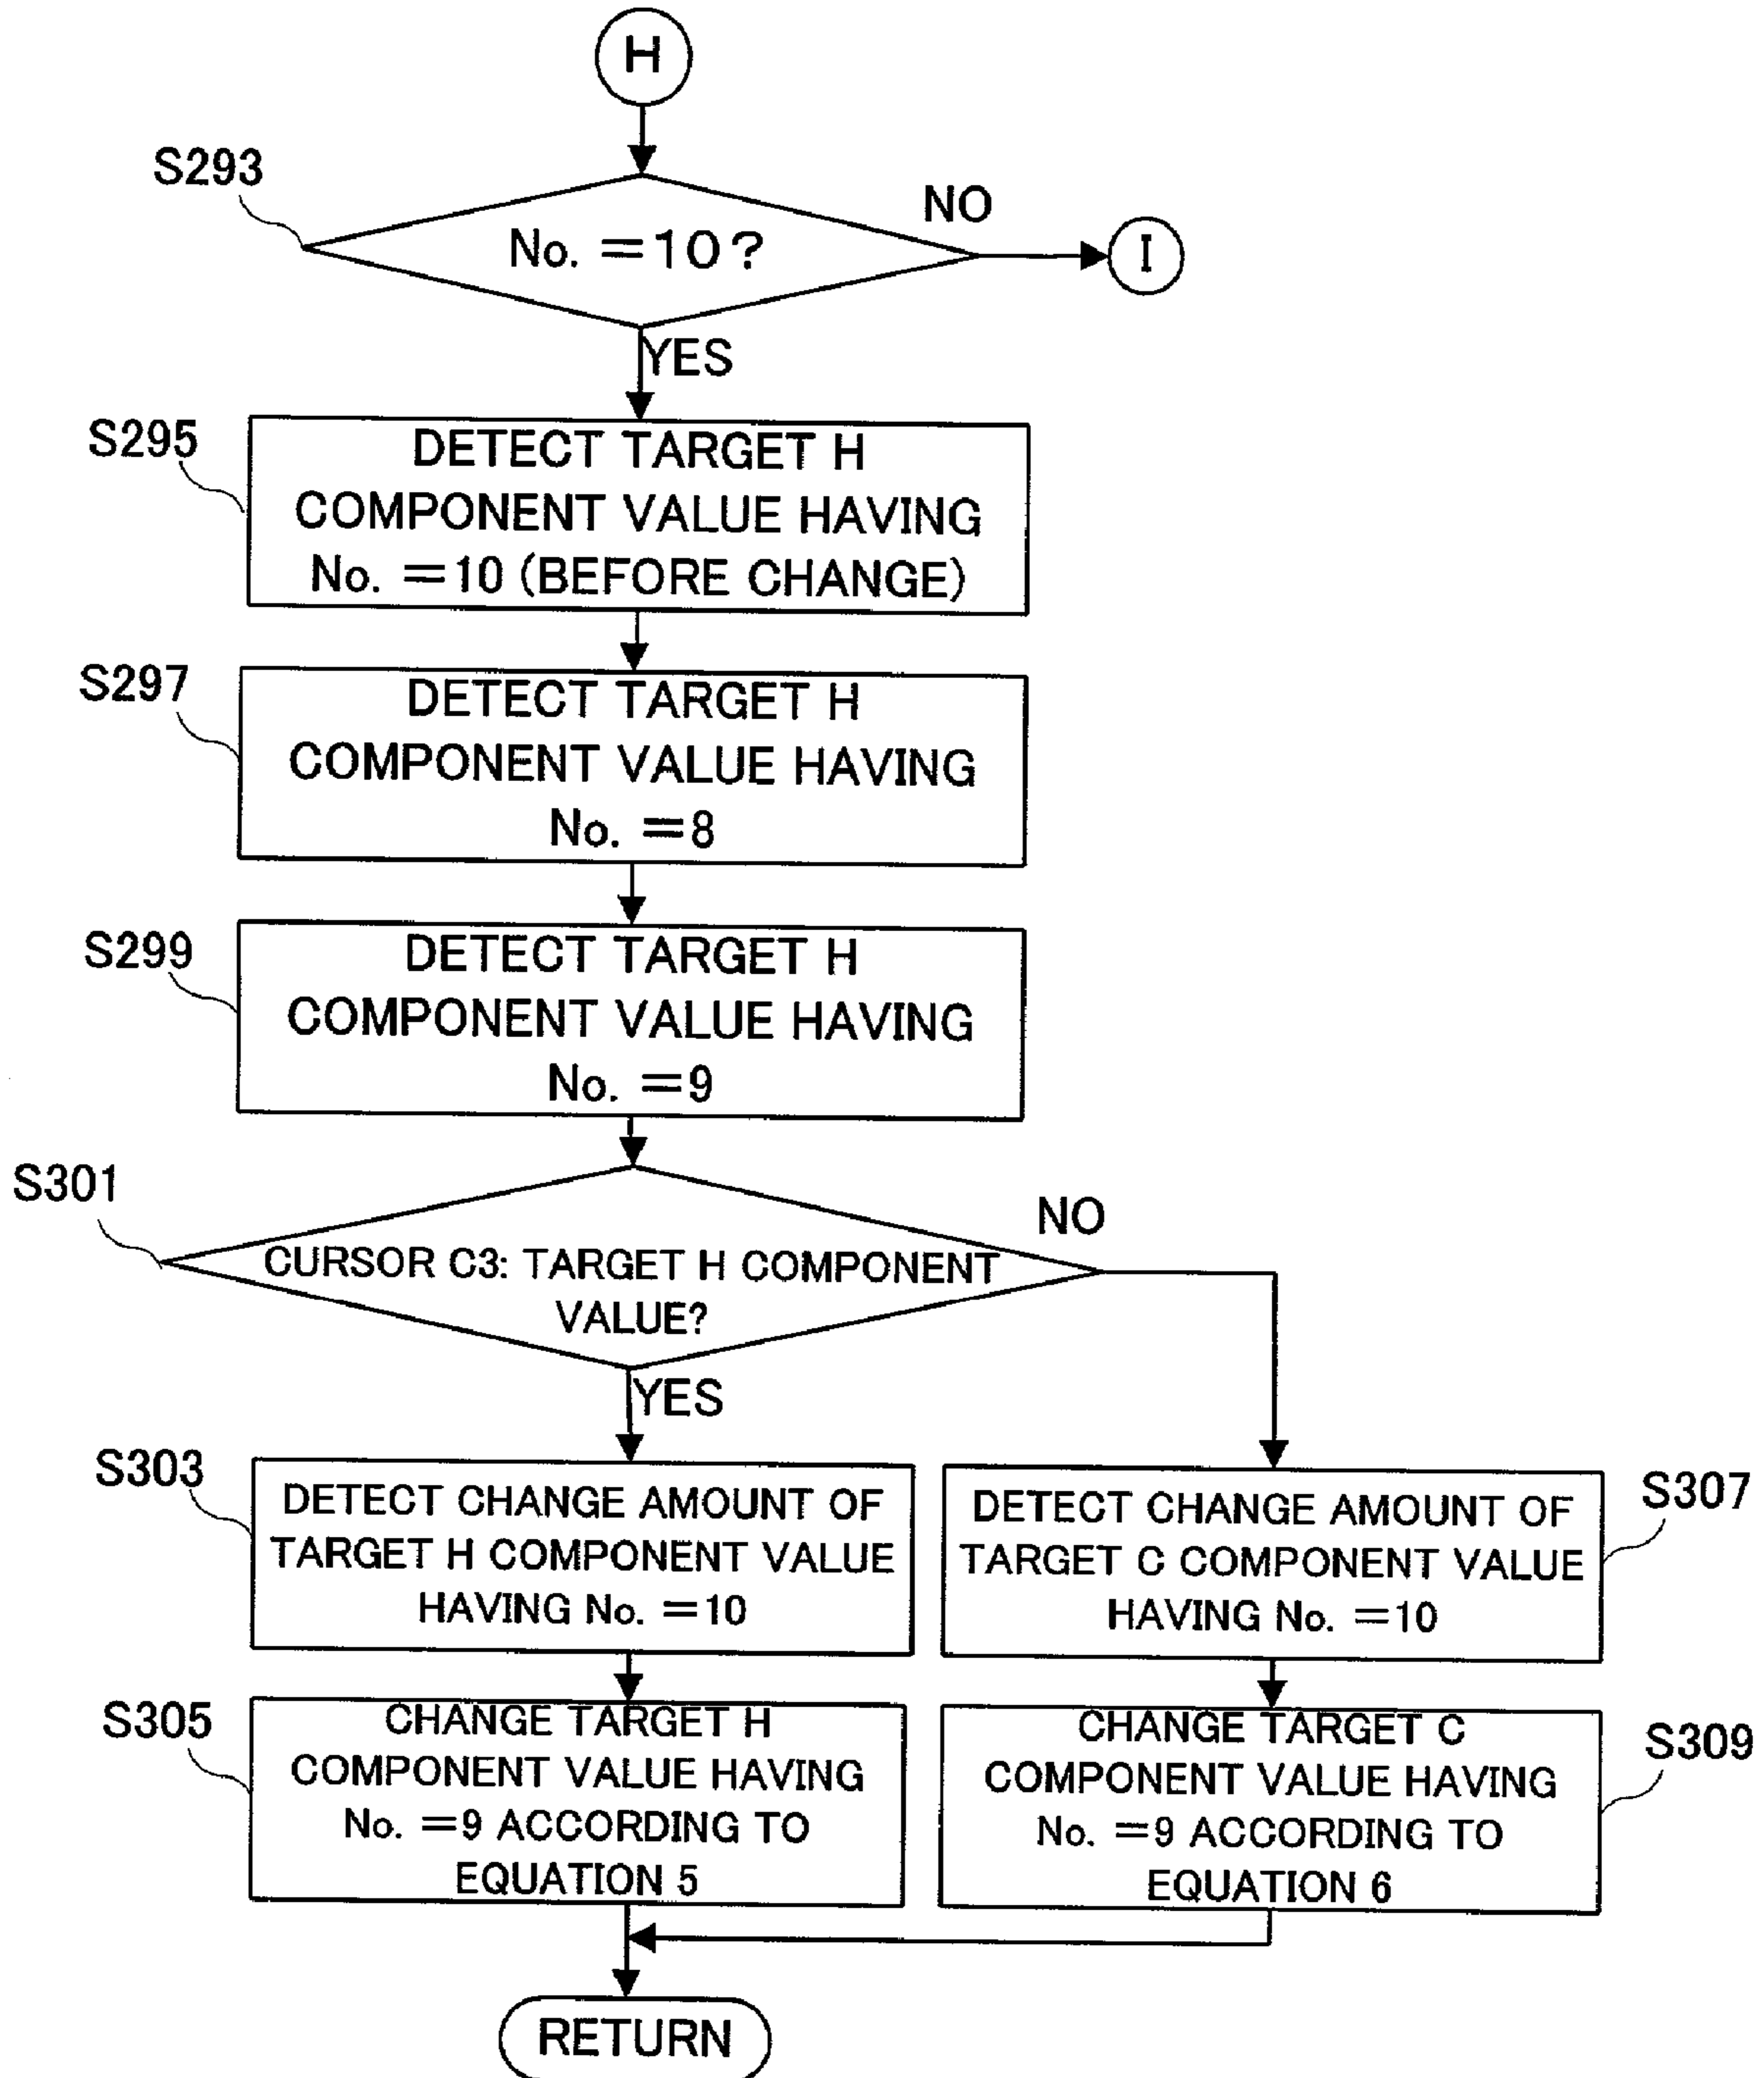 H
S293
No. =10?
NO
I
YES
S295
DETECT TARGET H
COMPONENT VALUE HAVING
No. =10 (BEFORE CHANGE)
S297
DETECT TARGET H
COMPONENT VALUE HAVING
No. =8
S299
DETECT TARGET H
COMPONENT VALUE HAVING
No. =9
S301
CURSOR C3: TARGET H COMPONENT
VALUE?
NO
YES
S303
DETECT CHANGE AMOUNT OF
TARGET H COMPONENT VALUE
HAVING No. =10
DETECT CHANGE AMOUNT OF
TARGET C COMPONENT VALUE
HAVING No. =10
S307
S305
CHANGE TARGET H
COMPONENT VALUE HAVING
No. =9 ACCORDING TO
EQUATION 5
CHANGE TARGET C
COMPONENT VALUE HAVING
No. =9 ACCORDING TO
EQUATION 6
S309
RETURN